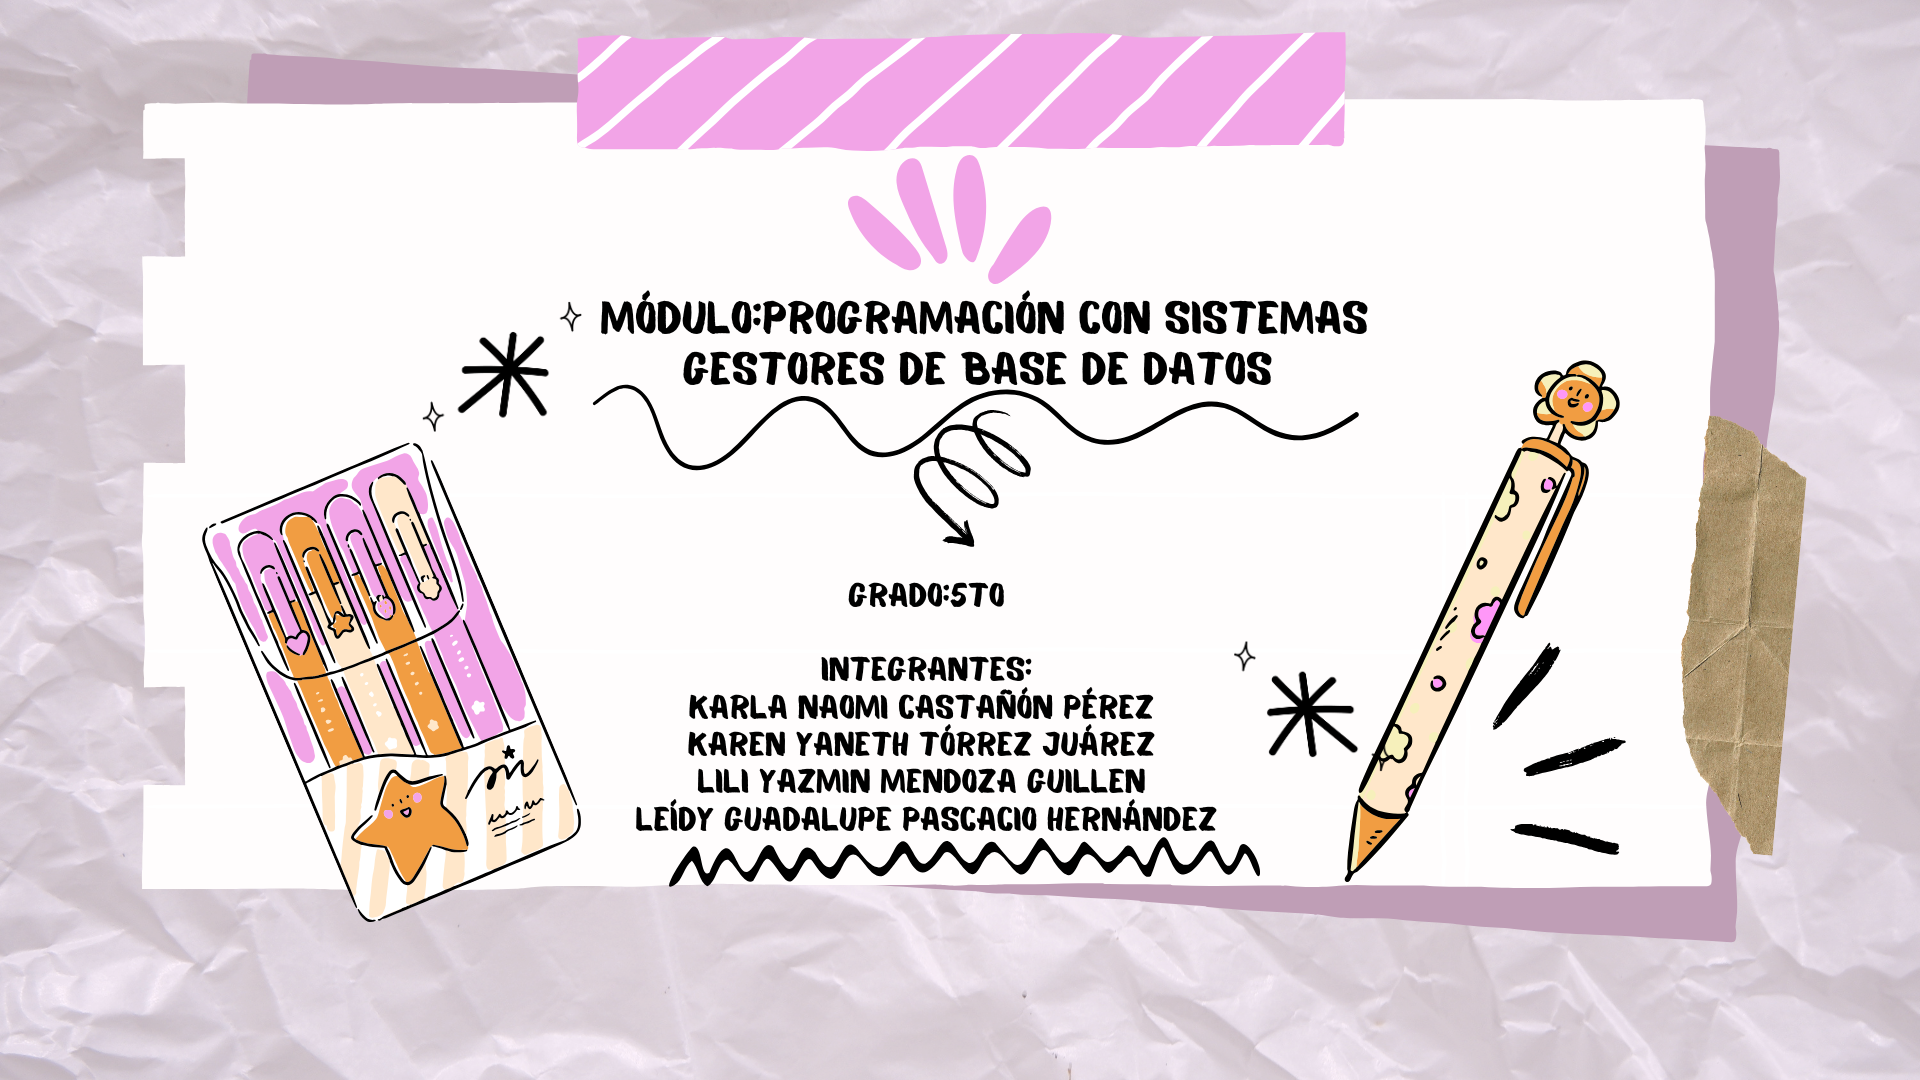 MÓDULO:PROGRAMACIÓN CON SISTEMAS
GESTORES DE BASE DE DATOS
GRADO:5TO
INTEGRANTES:
KARLA NAOMI CASTAÑÓN PÉREZ
KAREN YANETH TÓRREZ JUÁREZ
LILI YAZMIN MENDOZA GUILLEN
LEÍDY GUADALUPE PASCACIO HERNÁNDEZ